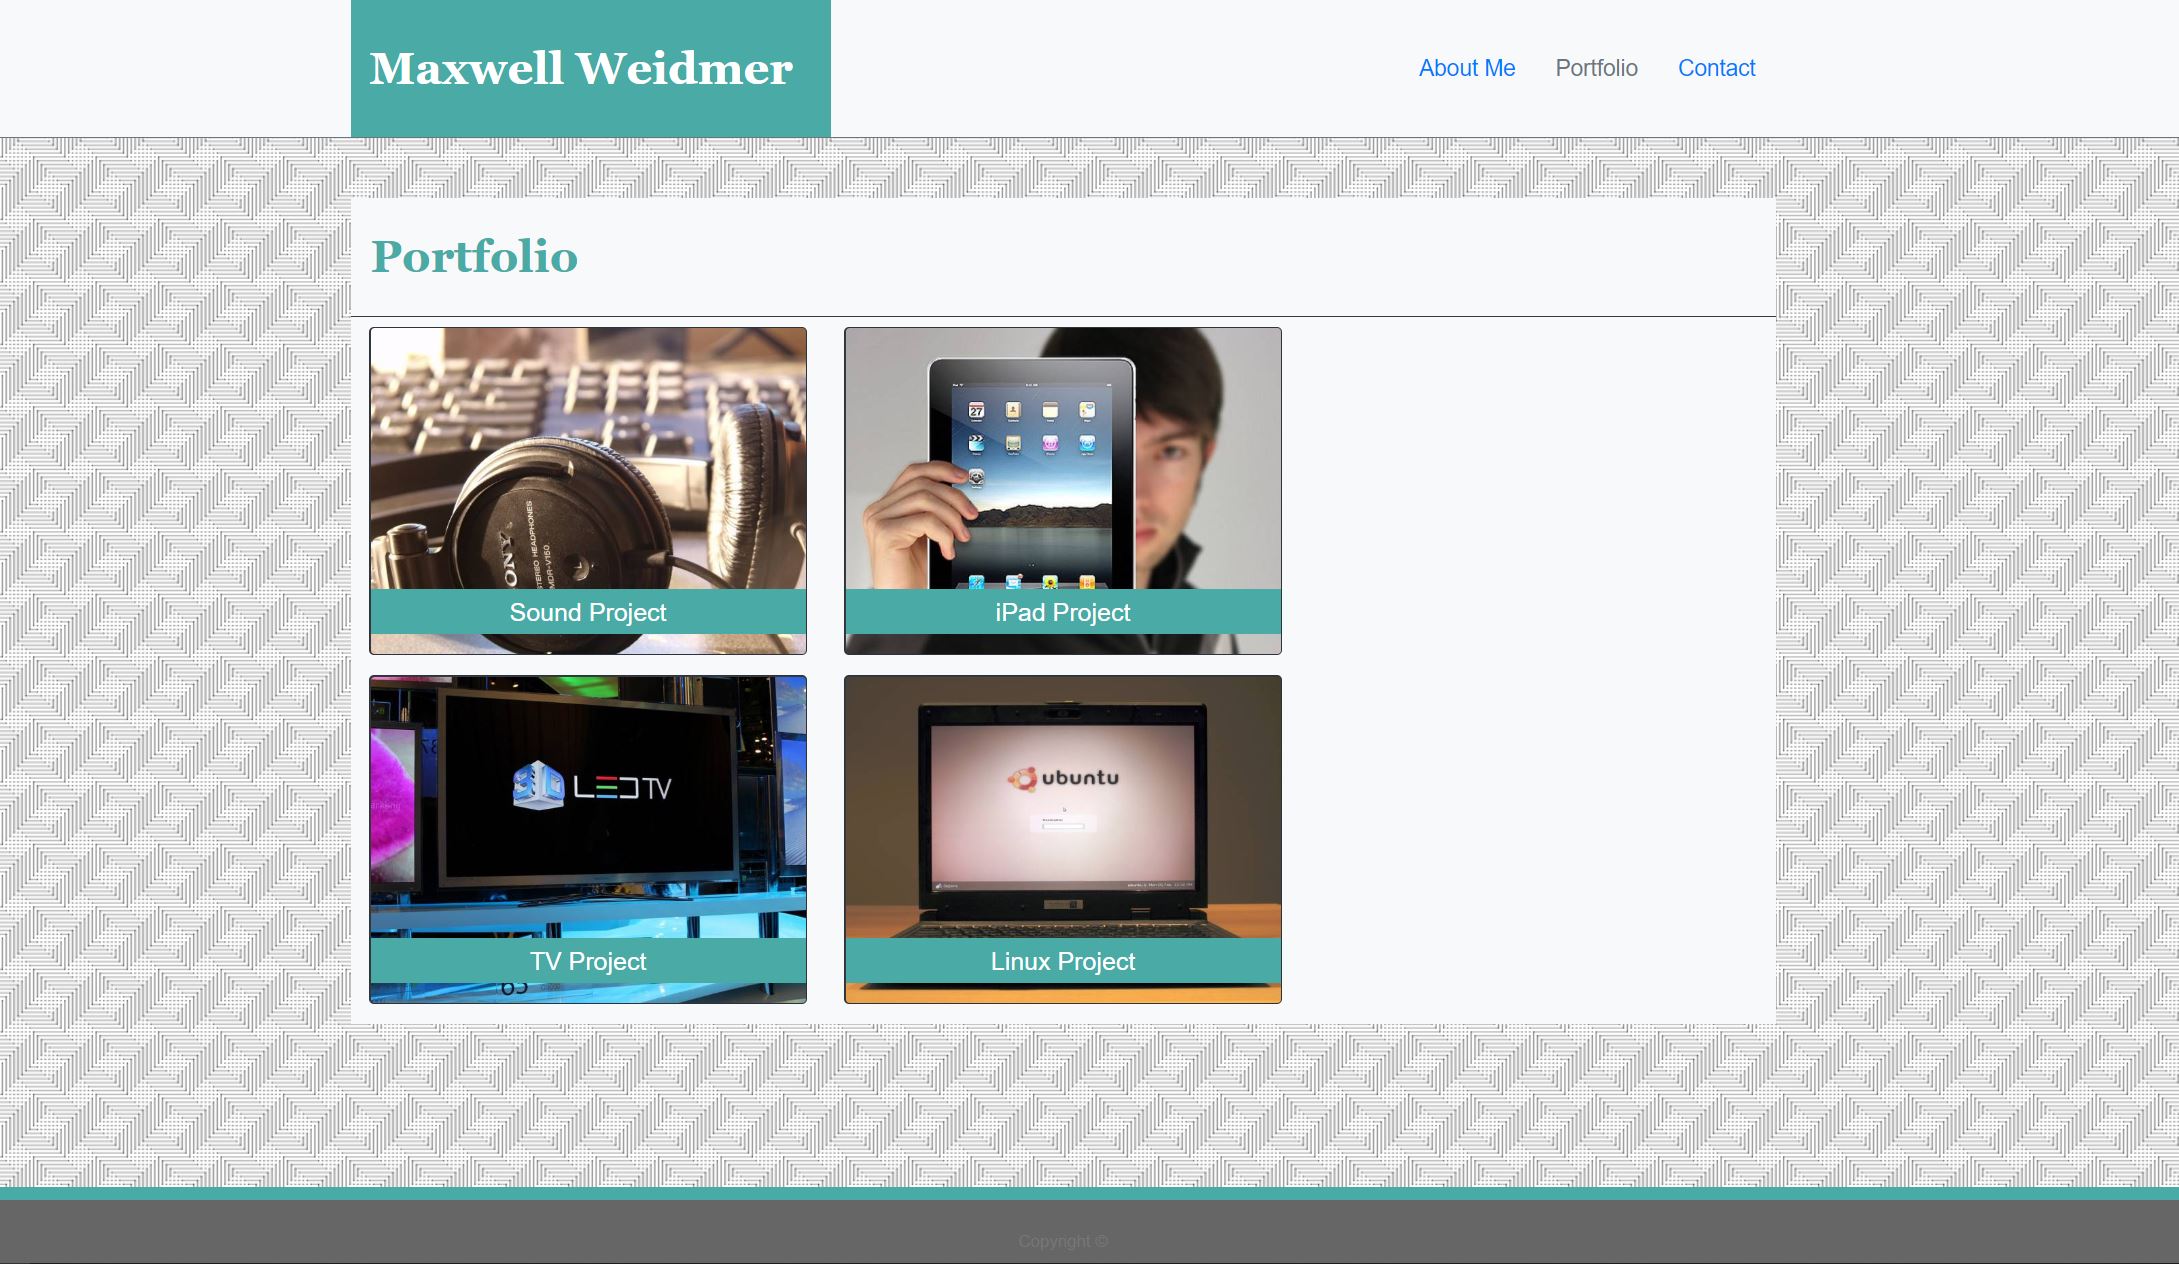 Maxwell Weidmer
About Me Portfolio Contact
Portfolio
SONY
STEREO HEADPHONES
MDR-V150
27
Sound Project
iPad Project
3D LED TV
ubuntu
TV Project
Linux Project
65
Copyright ©